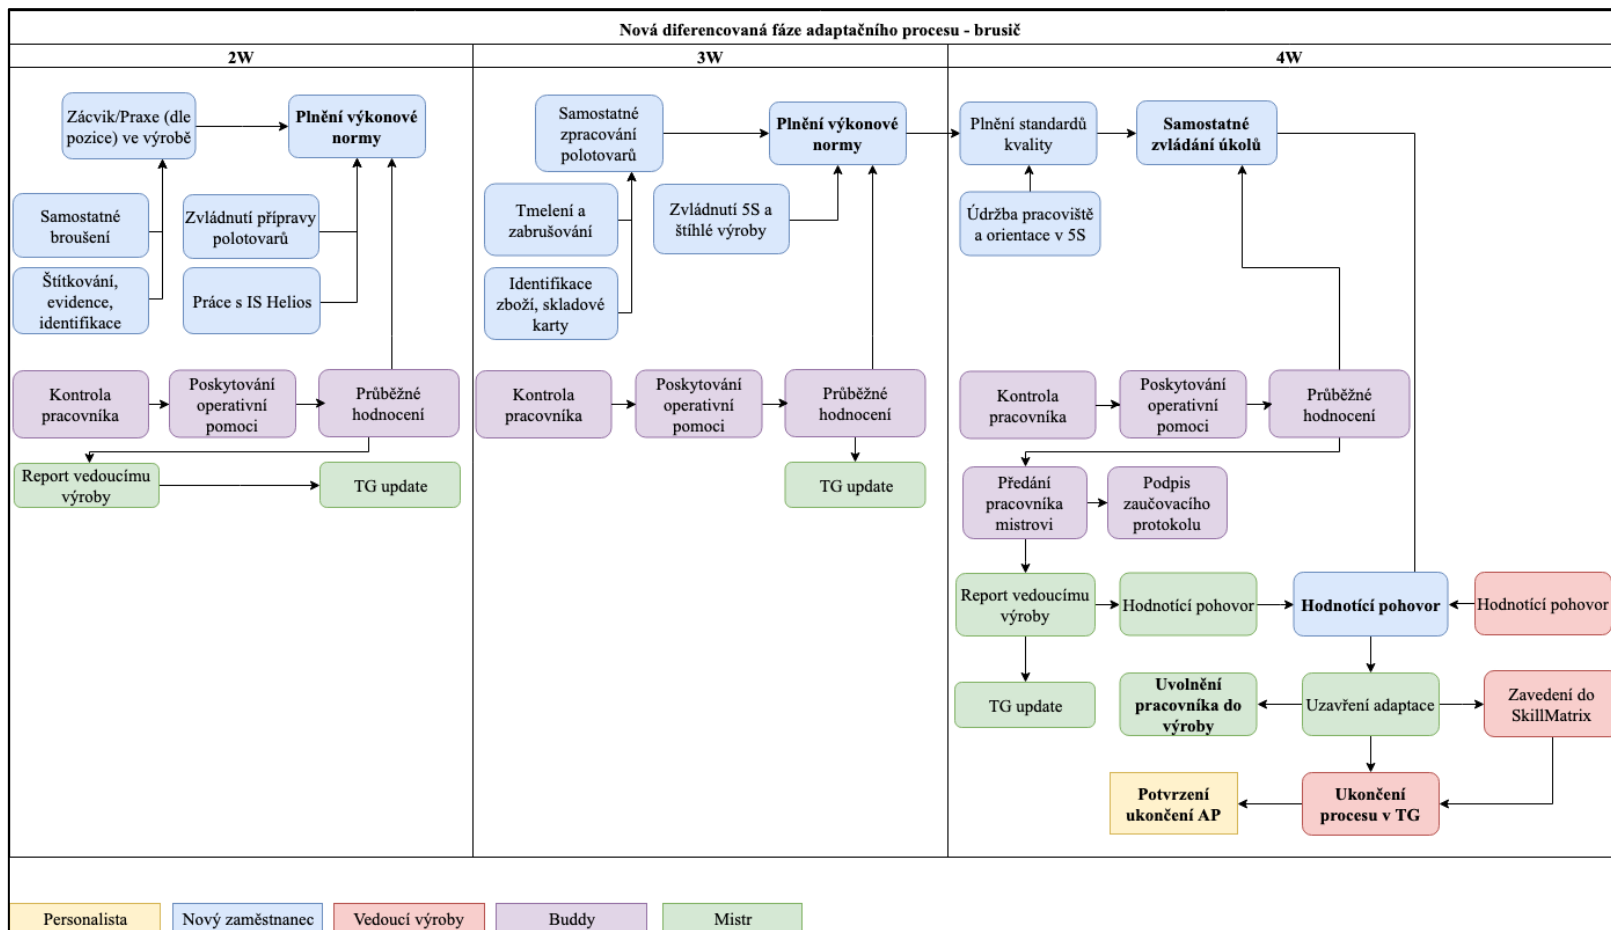 Nová diferencovaná fáze adaptačního procesu - brusič
2W
3W
4W
Zácvik/Praxe (dle
pozice) ve výrobě
Plnění výkonové
normy
Samostatné
broušení
Zvládnutí přípravy
polotovarů
Štítkování,
evidence,
identifikace
Práce s IS Helios
Kontrola
pracovníka
Poskytování
operativní
pomoci
Průběžné
hodnocení
Report vedoucímu
výroby
TG update
Samostatné
zpracování
polotovarů
Plnění výkonové
normy
Tmelení a
zabrušování
Zvládnutí 5S a
štíhlé výroby
Identifikace
zboží, skladové
karty
Kontrola
pracovníka
Poskytování
operativní
pomoci
Průběžné
hodnocení
TG update
Plnění standardů
kvality
Samostatné
zvládání úkolů
Údržba pracoviště
a orientace v 5S
Kontrola
pracovníka
Poskytování
operativní
pomoci
Průběžné
hodnocení
Předání
pracovníka
mistrovi
Podpis
zaučovacího
protokolu
Report vedoucímu
výroby
Hodnotící pohovor
Hodnotící pohovor
Hodnotící pohovor
TG update
Uvolnění
pracovníka do
výroby
Uzavření adaptace
Zavedení do
SkillMatrix
Potvrzení
ukončení AP
Ukončení
procesu v TG
Personalista
Nový zaměstnanec
Vedoucí výroby
Buddy
Mistr